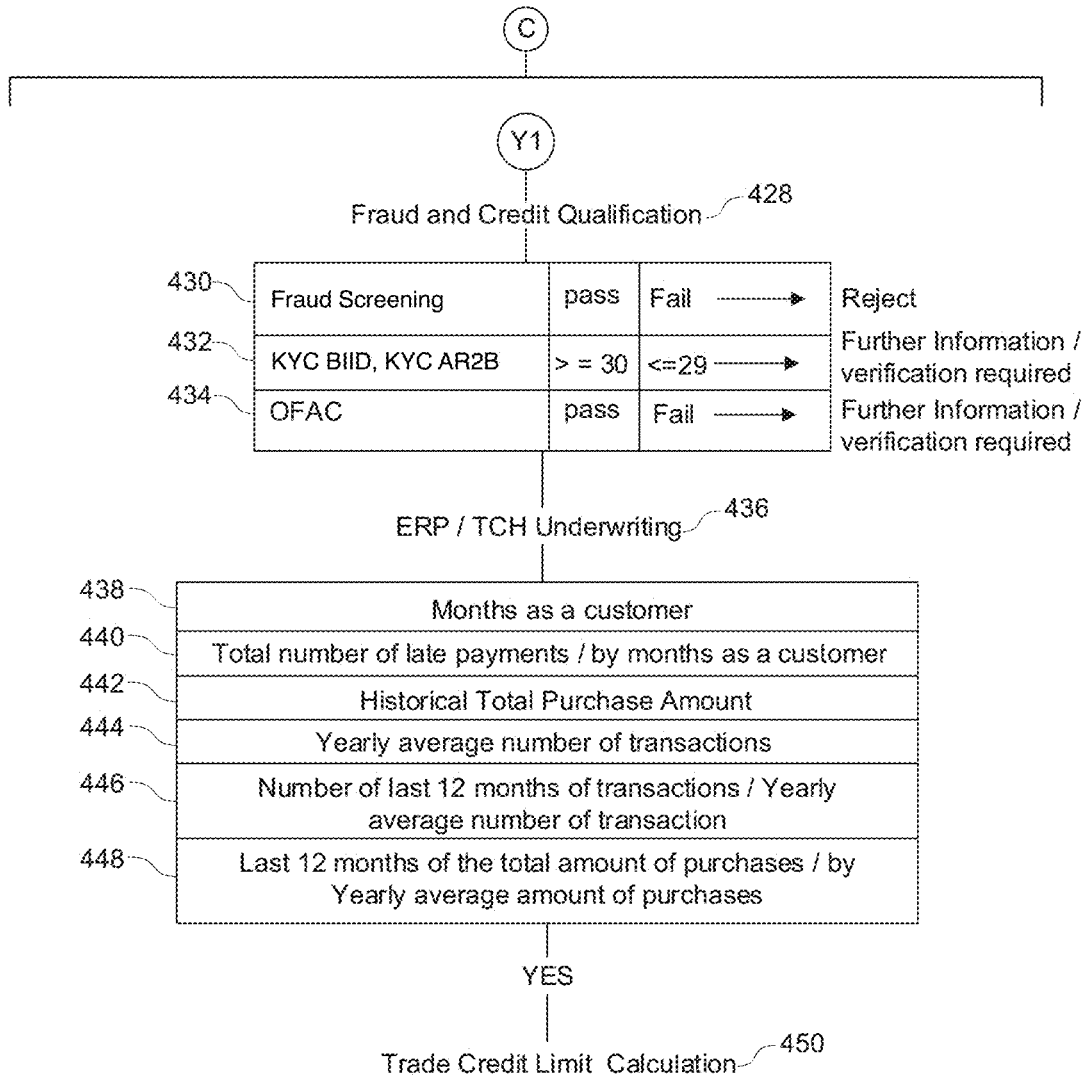 C
Y1
Fraud and Credit Qualification 428
430 Fraud Screening pass Fail Reject
432 KYC BIID, KYC AR2B > = 30 <=29 Further Information /
verification required
434 OFAC pass Fail Further Information /
verification required
ERP / TCH Underwriting 436
438 Months as a customer
440 Total number of late payments / by months as a customer
442 Historical Total Purchase Amount
444 Yearly average number of transactions
446 Number of last 12 months of transactions / Yearly
average number of transaction
448 Last 12 months of the total amount of purchases / by
Yearly average amount of purchases
YES
Trade Credit Limit Calculation 450